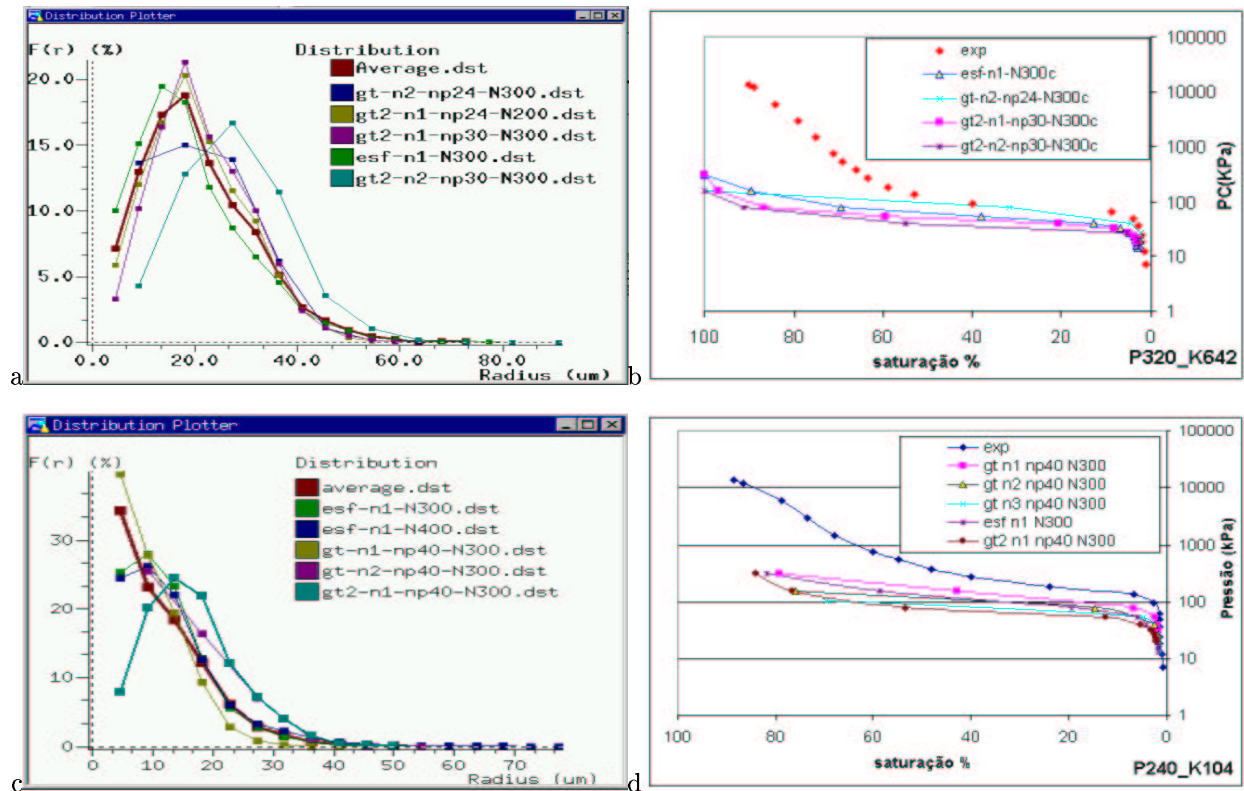 Distribution Plotter
F(r) (%)
Distribution
Average.dst
gt-n2-np24-N300.dst
gt2-n1-np24-N200.dst
gt2-n1-np30-N300.dst
esf-n1-N300.dst
gt2-n2-np30-N300.dst
20.0
15.0
10.0
5.0
0.0
0.0 20.0 40.0 60.0 80.0
Radius (um)
a
exp
esf-n1-N300c
gt-n2-np24-N300c
gt2-n1-np30-N300c
gt2-n2-np30-N300c
100000
10000
1000
100
10
1
PC(KPa)
100 80 60 40 20 0
saturação %
P320_K642
b
Distribution Plotter
F(r) (%)
Distribution
average.dst
esf-n1-N300.dst
esf-n1-N400.dst
gt-n1-np40-N300.dst
gt-n2-np40-N300.dst
gt2-n1-np40-N300.dst
30
20
10
0
0 10 20 30 40 50 60 70
Radius (um)
c
exp
gt n1 np40 N300
gt n2 np40 N300
gt n3 np40 N300
esf n1 N300
gt2 n1 np40 N300
100000
10000
1000
100
10
1
Pressão (kPa)
100 80 60 40 20 0
saturação %
P240_K104
d